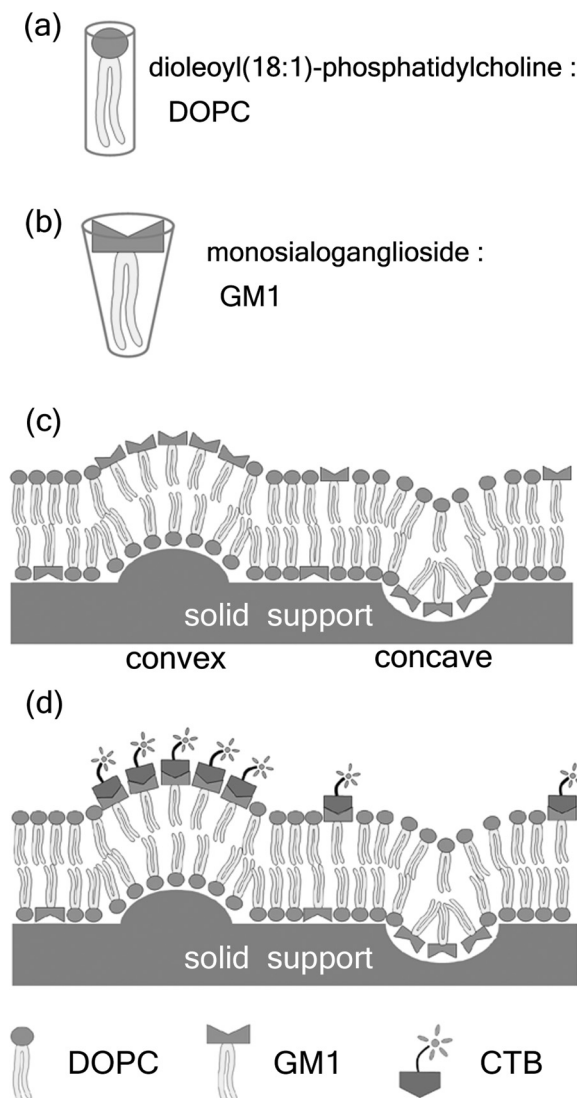 (a)
dioleoyl(18:1)-phosphatidylcholine :
DOPC
(b)
monosialoganglioside :
GM1
(c)
solid support
convex
concave
(d)
solid support
DOPC
GM1
CTB